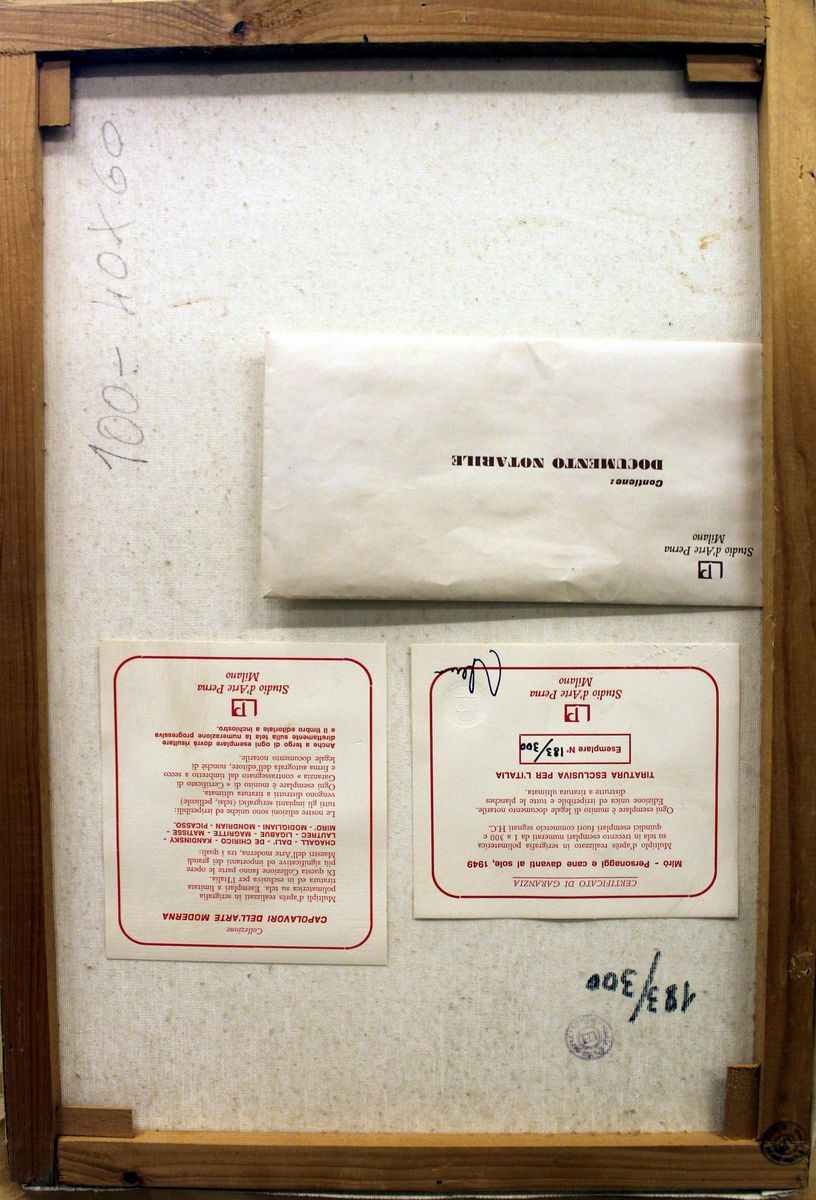 183/300
CERTIFICATO DI GARANZIA
Mirò - Personaggi e cane davanti al sole, 1949
Multipli d'après realizzati in serigrafia polimaterica
su tela in trecento esemplari numerati da 1 a 300 e
quindici esemplari fuori commercio segnati H.C.
Ogni esemplare è munito di legale documento notarile.
Edizione unica ed irripetibile e tutte le planches
distrutte a tiratura ultimata.
TIRATURA ESCLUSIVA PER L'ITALIA
Esemplare N° 183/300
LP
Studio d'Arte Perna
Milano
Collezione
CAPOLAVORI DELL'ARTE MODERNA
Multipli d'après realizzati in serigrafia
polimaterica su tela. Esemplari a limitata
tiratura ed in esclusiva per l'Italia.
Di questa Collezione fanno parte le opere
più significative ed importanti dei grandi
Maestri dell'Arte moderna, tra i quali:
CHAGALL - DALI - DE CHIRICO - KANDINSKY -
LAUTREC - LIGABUE - MAGRITTE - MATISSE -
MIRO - MODIGLIANI - MONDRIAN - PICASSO.
Le nostre edizioni sono uniche ed irripetibili:
tutti gli impianti serigrafici (telai, pellicole)
vengono distrutti a tiratura ultimata.
Ogni esemplare è munito di « Certificato di
Garanzia » contrassegnato dal timbretto a secco
e firma autografa dell'editore, nonchè di
legale documento notarile.
Anche a tergo di ogni esemplare dovrà risultare
direttamente sulla tela la numerazione progressiva
e il timbro editoriale a inchiostro.
LP
Studio d'Arte Perna
Milano
LP
Studio d'Arte Perna
Milano
Contiene:
DOCUMENTO NOTARILE
100 - 40 X 60